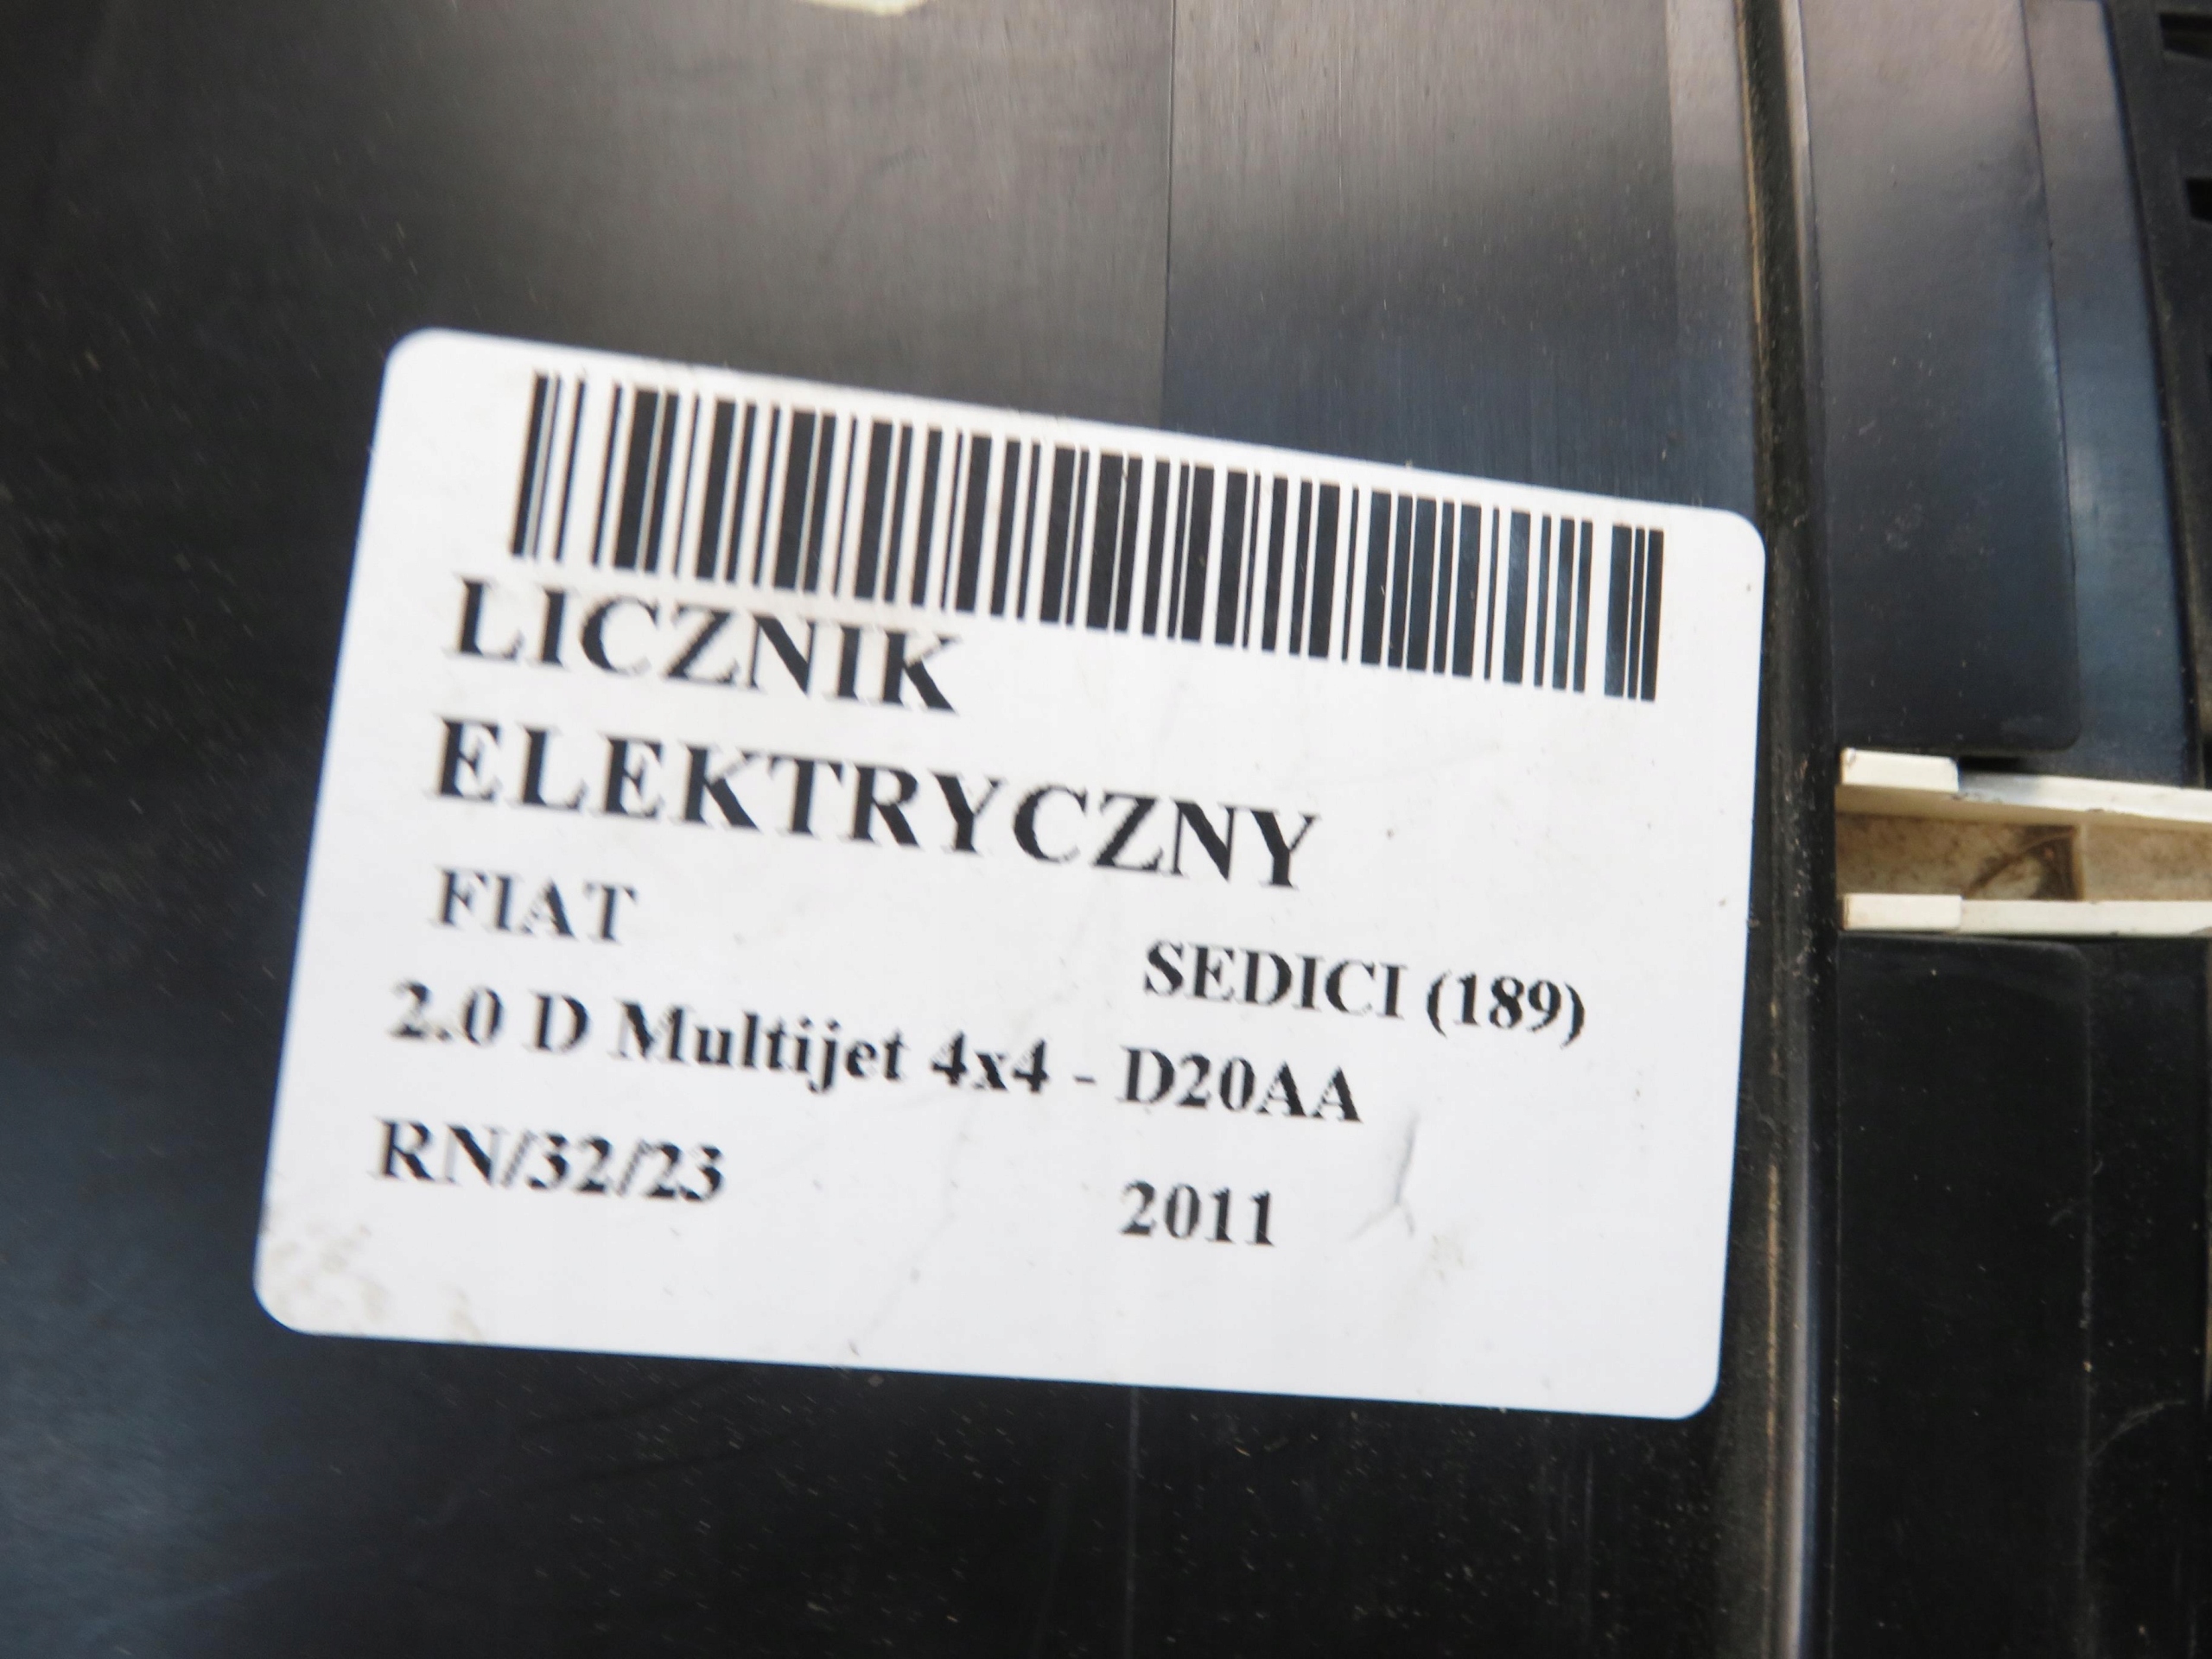 LICZNIK
ELEKTRYCZNY
FIAT SEDICI (189)
2.0 D Multijet 4x4 - D20AA
RN/32/23 2011